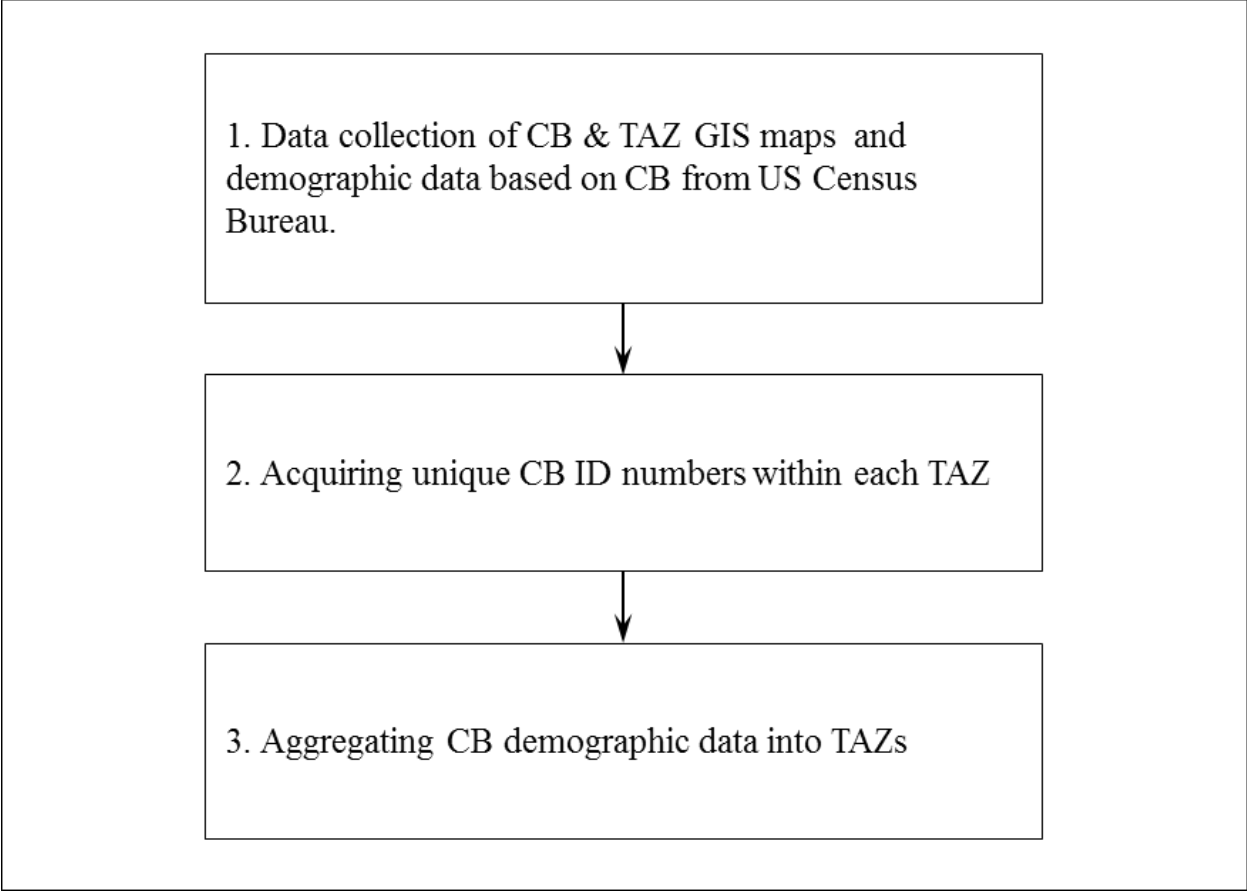 1. Data collection of CB & TAZ GIS maps and
demographic data based on CB from US Census
Bureau.
2. Acquiring unique CB ID numbers within each TAZ
3. Aggregating CB demographic data into TAZs